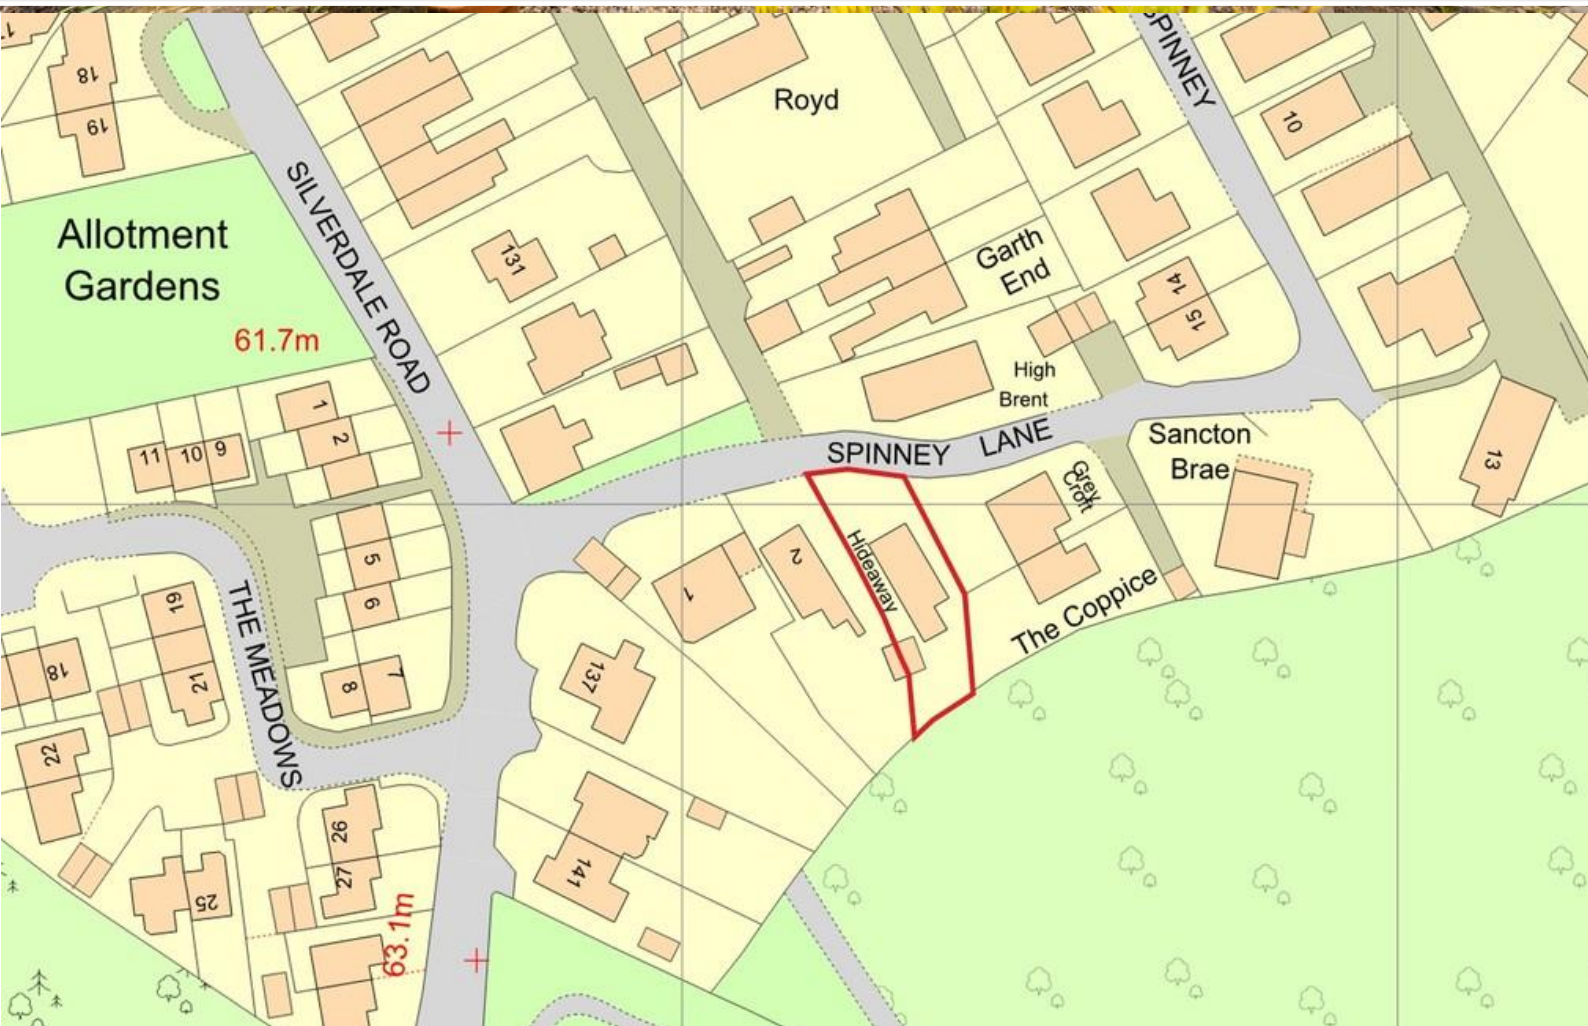 18
19
SPINNEY
Royd
10
SILVERDALE ROAD
Allotment
Gardens
131
Garth
End
14
15
61.7m
High
Brent
1
2
11
10
9
SPINNEY LANE
Sancton
Brae
13
Grey
Croft
5
6
2
Hideaway
1
THE MEADOWS
19
The Coppice
18
21
8
7
137
22
26
27
25
141
63.1m